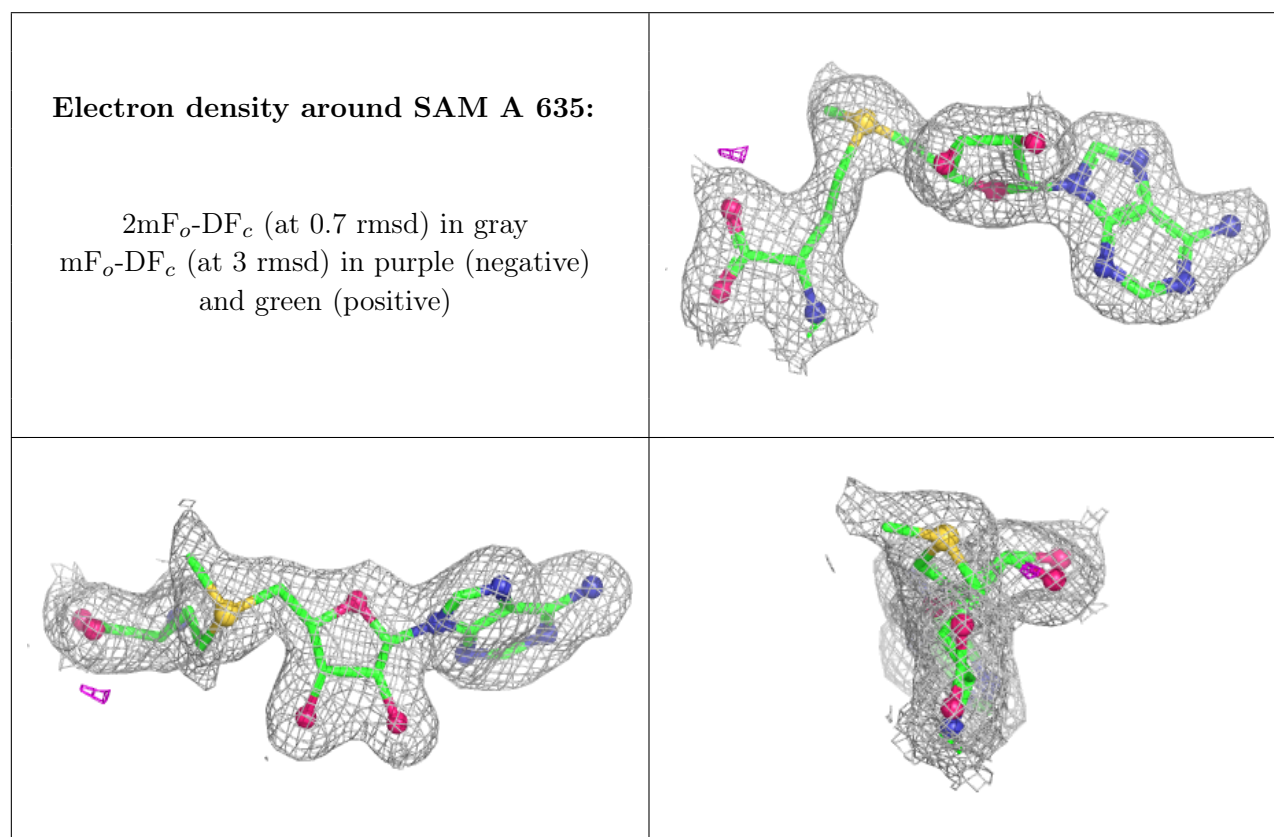 Electron density around SAM A 635:
2mFo-DFc (at 0.7 rmsd) in gray
mFo-DFc (at 3 rmsd) in purple (negative)
and green (positive)